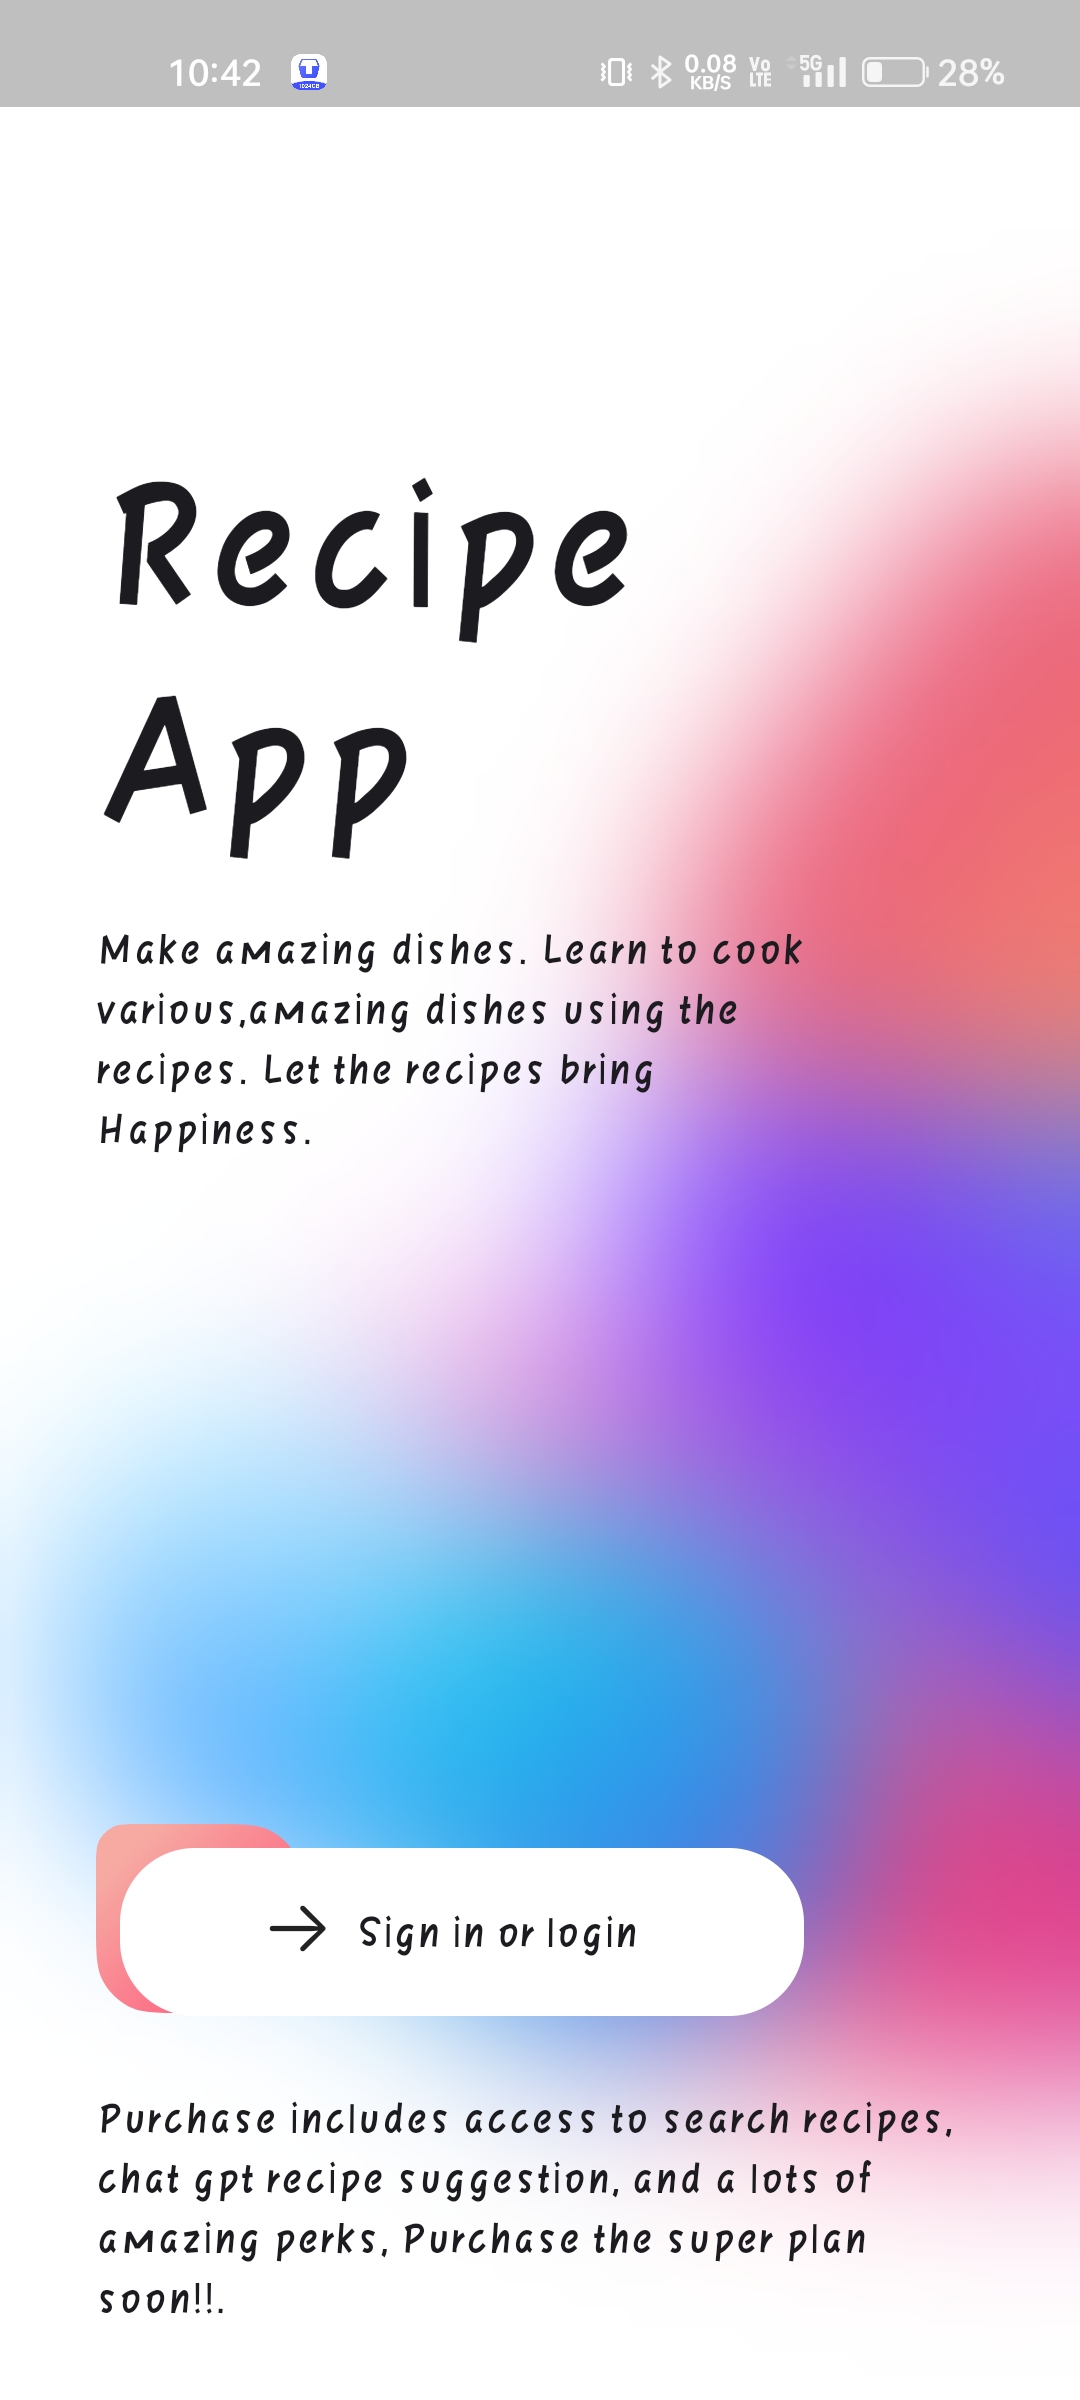 10:42
0.08
KB/S
Vo
LTE
5G
28%
Recipe
App
Make amazing dishes. Learn to cook
various,amazing dishes using the
recipes. Let the recipes bring
Happiness.
Sign in or login
Purchase includes access to search recipes,
chat gpt recipe suggestion, and a lots of
amazing perks, Purchase the super plan
soon!!.